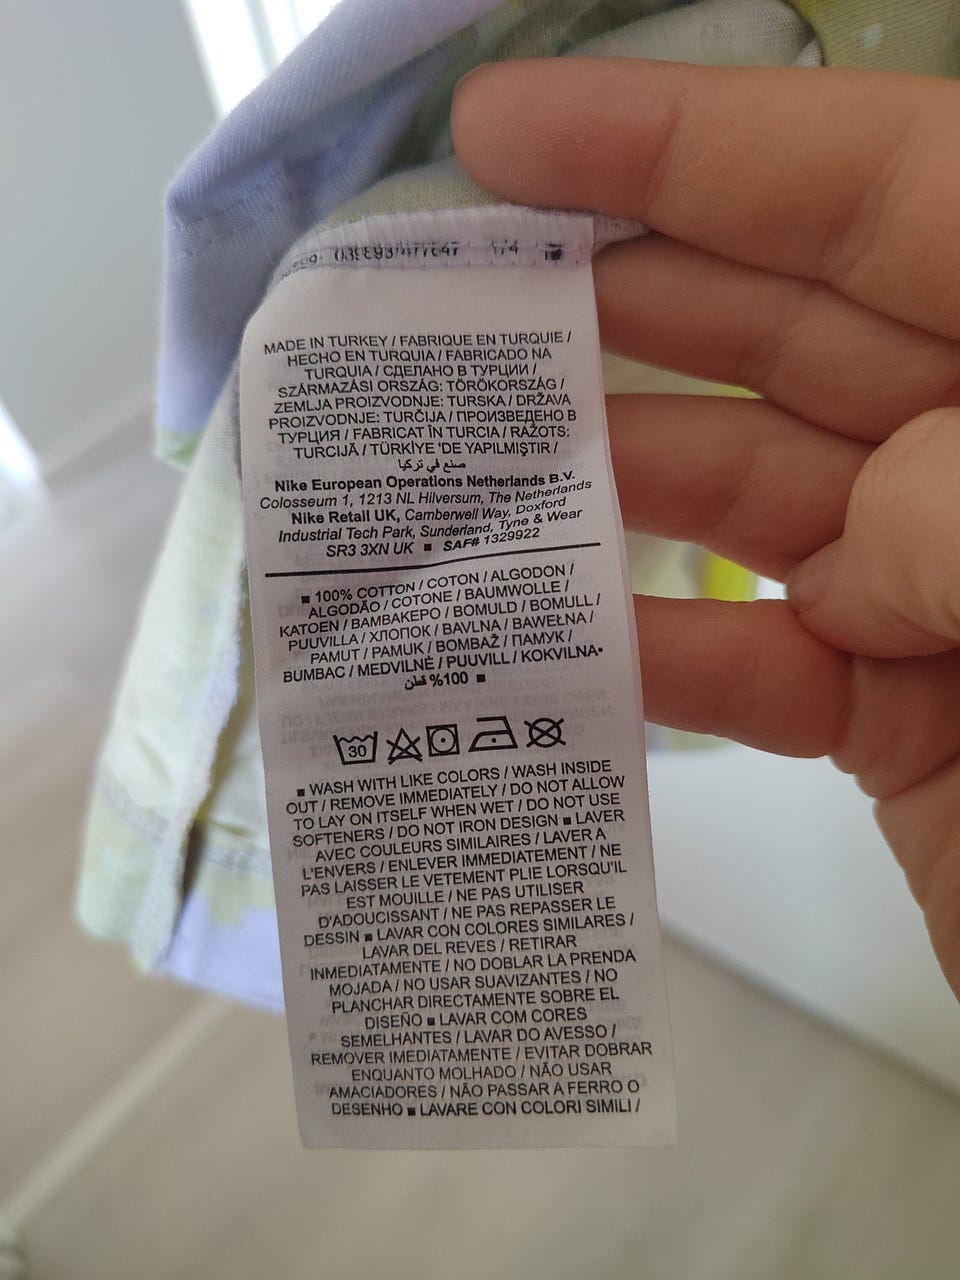 MADE IN TURKEY / FABRIQUE EN TURQUIE /
HECHO EN TURQUIA / FABRICADO NA
TURQUIA / СДЕЛАНО В ТУРЦИИ /
SZÁRMAZÁSI ORSZÁG: TÖRÖKORSZÁG /
ZEMLJA PROIZVODNJE: TURSKA / DRŽAVA
PROIZVODNJE: TURČIJA / ПРОИЗВЕДЕНО В
ТУРЦИЯ / FABRICAT ÎN TURCIA / RAŽOTS:
TURCIJĀ / TÜRKİYE 'DE YAPILMIŞTIR /
صنع في تركيا
Nike European Operations Netherlands B.V.
Colosseum 1, 1213 NL Hilversum, The Netherlands
Nike Retail UK, Camberwell Way, Doxford
Industrial Tech Park, Sunderland, Tyne & Wear
SR3 3XN UK ■ SAF# 1329922
■ 100% COTTON / COTON / ALGODON /
ALGODÃO / COTONE / BAUMWOLLE /
KATOEN / BAMBAKEPO / BOMULD / BOMULL /
PUUVILLA / ХЛОПОК / BAVLNA / BAWEŁNA /
PAMUT / PAMUK / BOMBAŽ / ПАМУК /
BUMBAC / MEDVILNĖ / PUUVILL / KOKVILNA•
%100 قطن ■
30
■ WASH WITH LIKE COLORS / WASH INSIDE
OUT / REMOVE IMMEDIATELY / DO NOT ALLOW
TO LAY ON ITSELF WHEN WET / DO NOT USE
SOFTENERS / DO NOT IRON DESIGN ■ LAVER
AVEC COULEURS SIMILAIRES / LAVER A
L'ENVERS / ENLEVER IMMEDIATEMENT / NE
PAS LAISSER LE VETEMENT PLIE LORSQU'IL
EST MOUILLE / NE PAS UTILISER
D'ADOUCISSANT / NE PAS REPASSER LE
DESSIN ■ LAVAR CON COLORES SIMILARES /
LAVAR DEL REVES / RETIRAR
INMEDIATAMENTE / NO DOBLAR LA PRENDA
MOJADA / NO USAR SUAVIZANTES / NO
PLANCHAR DIRECTAMENTE SOBRE EL
DISEÑO ■ LAVAR COM CORES
SEMELHANTES / LAVAR DO AVESSO /
REMOVER IMEDIATAMENTE / EVITAR DOBRAR
ENQUANTO MOLHADO / NÃO USAR
AMACIADORES / NÃO PASSAR A FERRO O
DESENHO ■ LAVARE CON COLORI SIMILI /